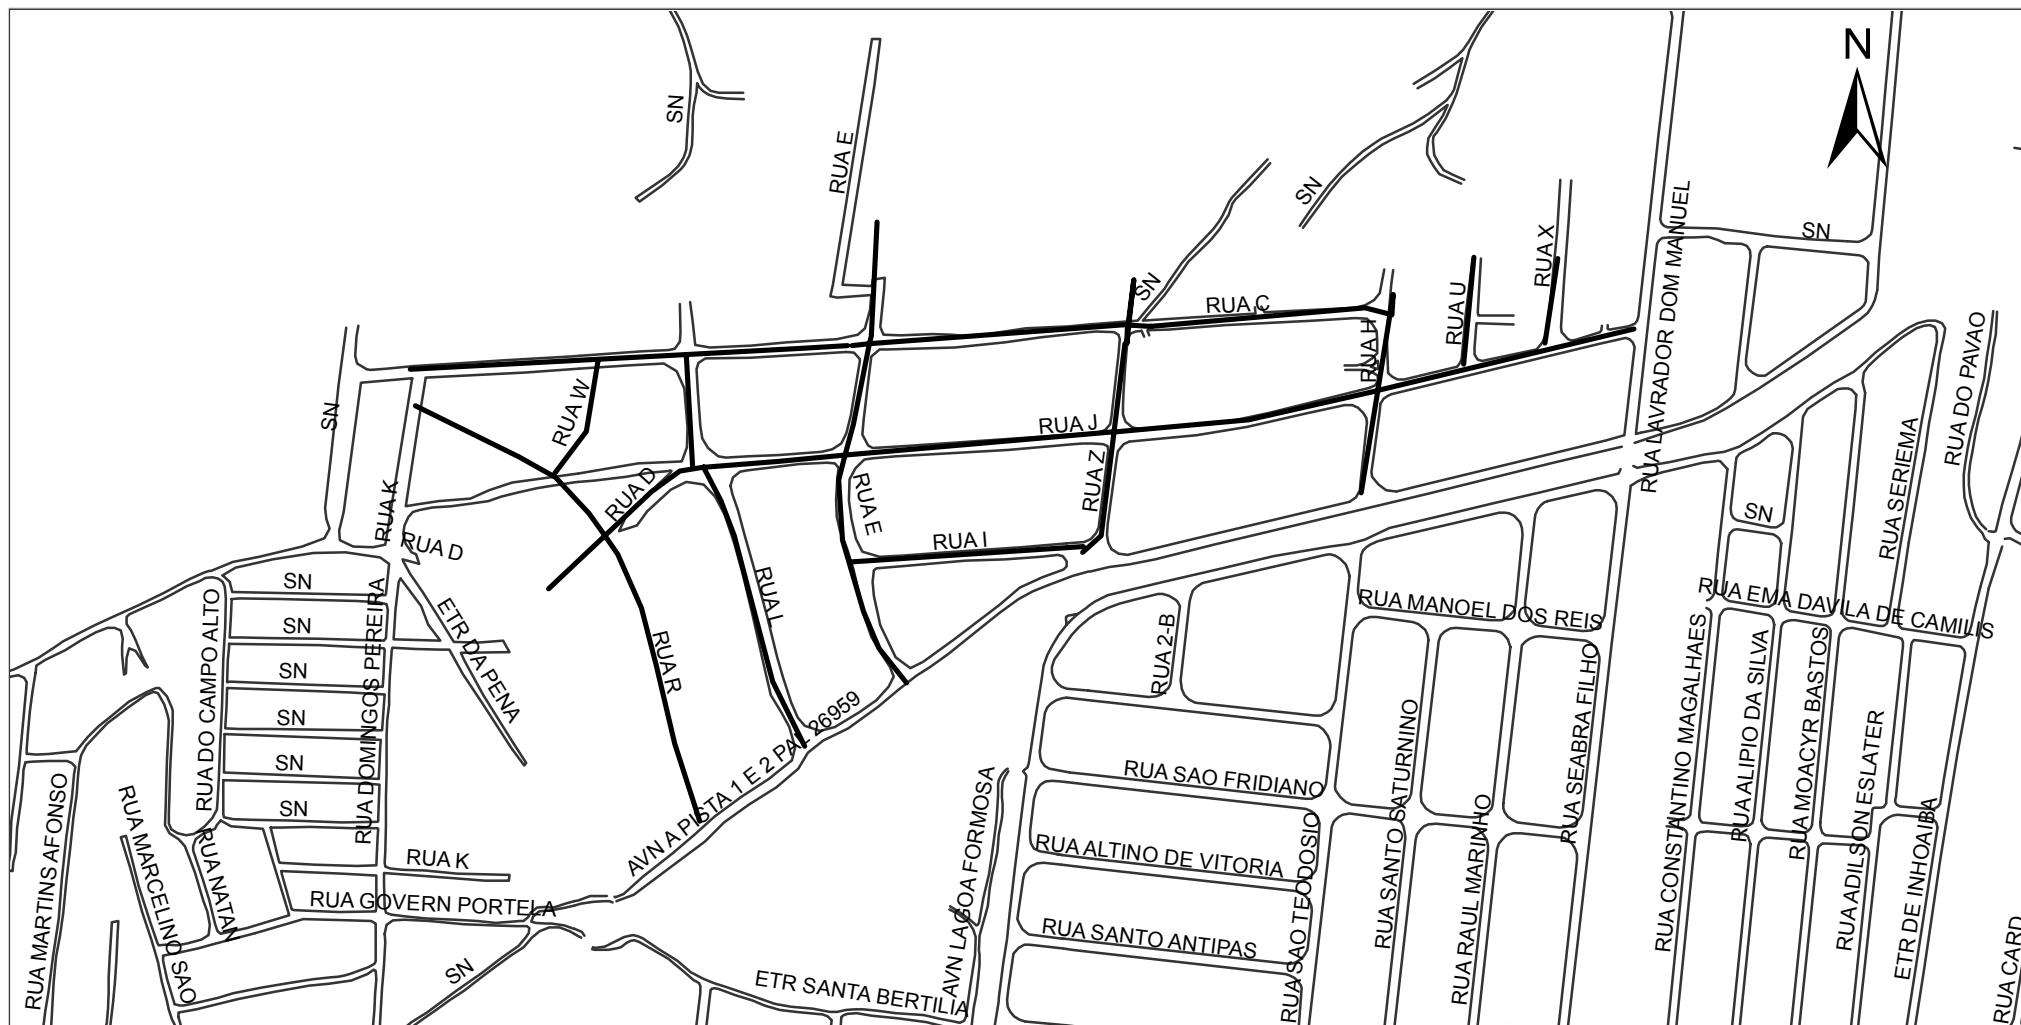 N
SN
RUA E
SN
SN
RUA LAVRADOR DOM MANUEL
SN
RUA X
SN
RUA C
RUA U
RUA H
RUA DO PAVAO
SN
RUA W
RUA J
RUA SERIEMA
RUA K
RUA D
RUA E
RUA Z
SN
RUA D
RUA I
SN
RUA L
RUA MANOEL DOS REIS
RUA EMA DAVILA DE CAMILIS
SN
RUA DO CAMPO ALTO
RUA DOMINGOS PEREIRA
ETR DA PENA
RUA R
RUA 2-B
SN
SN
SN
SN
SN
AVN A PISTA 1 E 2 PAL 26959
RUA SAO FRIDIANO
RUA SANTO SATURNINO
RUA SEABRA FILHO
RUA CONSTANTINO MAGALHAES
RUA ALIPIO DA SILVA
RUA MOACYR BASTOS
RUA ADILSON ESLATER
ETR DE INHOAIBA
RUA MARTINS AFONSO
RUA MARCELINO SAO
RUA NATAN
RUA K
RUA GOVERN PORTELA
AVN LAGOA FORMOSA
RUA ALTINO DE VITORIA
RUA SAO TEODOSIO
RUA RAUL MARINHO
RUA SANTO ANTIPAS
SN
ETR SANTA BERTILIA
RUA CARD